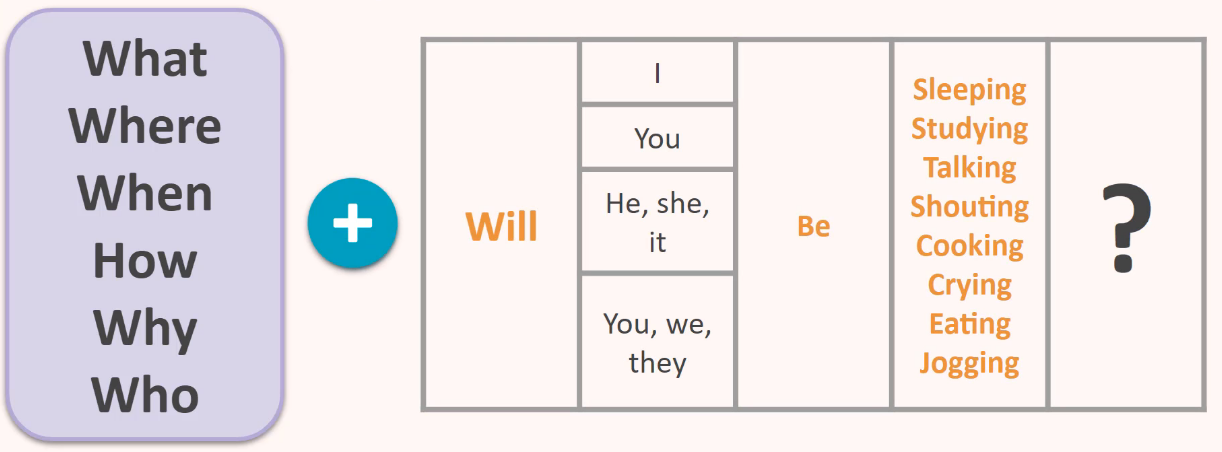 What
Where
When
How
Why
Who
+
Will
I
You
He, she,
it
You, we,
they
Be
Sleeping
Studying
Talking
Shouting
Cooking
Crying
Eating
Jogging
?